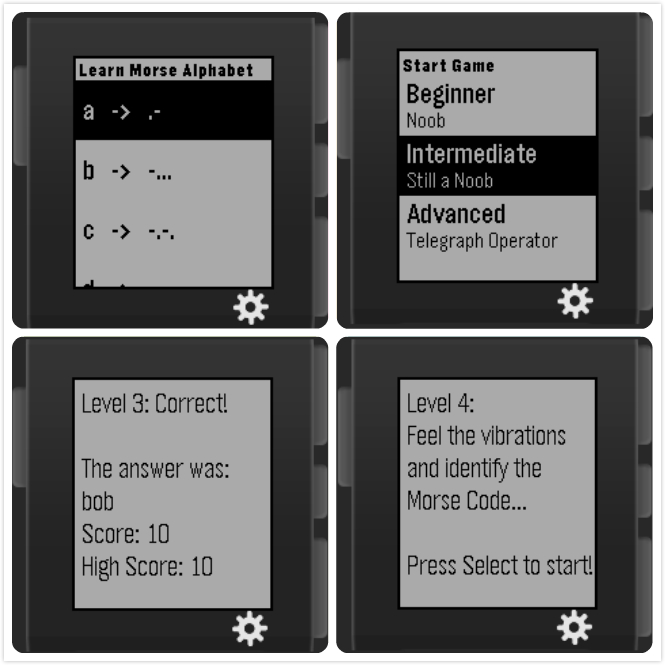 Learn Morse Alphabet
a -> .-
b -> -...
c -> -.-.
Start Game
Beginner
Noob
Intermediate
Still a Noob
Advanced
Telegraph Operator
Level 3: Correct!
The answer was:
bob
Score: 10
High Score: 10
Level 4:
Feel the vibrations
and identify the
Morse Code...
Press Select to start!